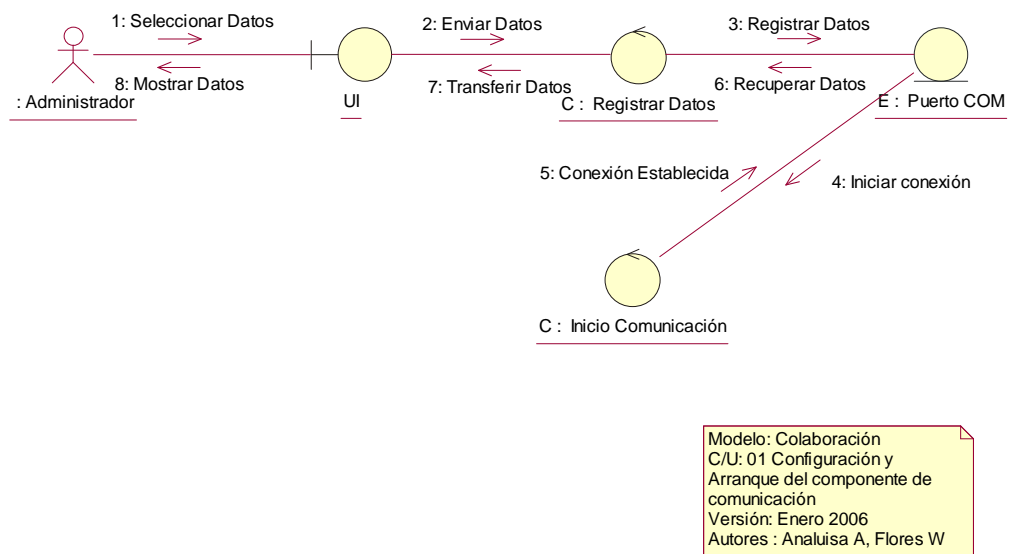 1: Seleccionar Datos
2: Enviar Datos
3: Registrar Datos
8: Mostrar Datos
7: Transferir Datos
6: Recuperar Datos
: Administrador
UI
C : Registrar Datos
E : Puerto COM
5: Conexión Establecida
4: Iniciar conexión
C : Inicio Comunicación
Modelo: Colaboración
C/U: 01 Configuración y
Arranque del componente de
comunicación
Versión: Enero 2006
Autores : Analuisa A, Flores W